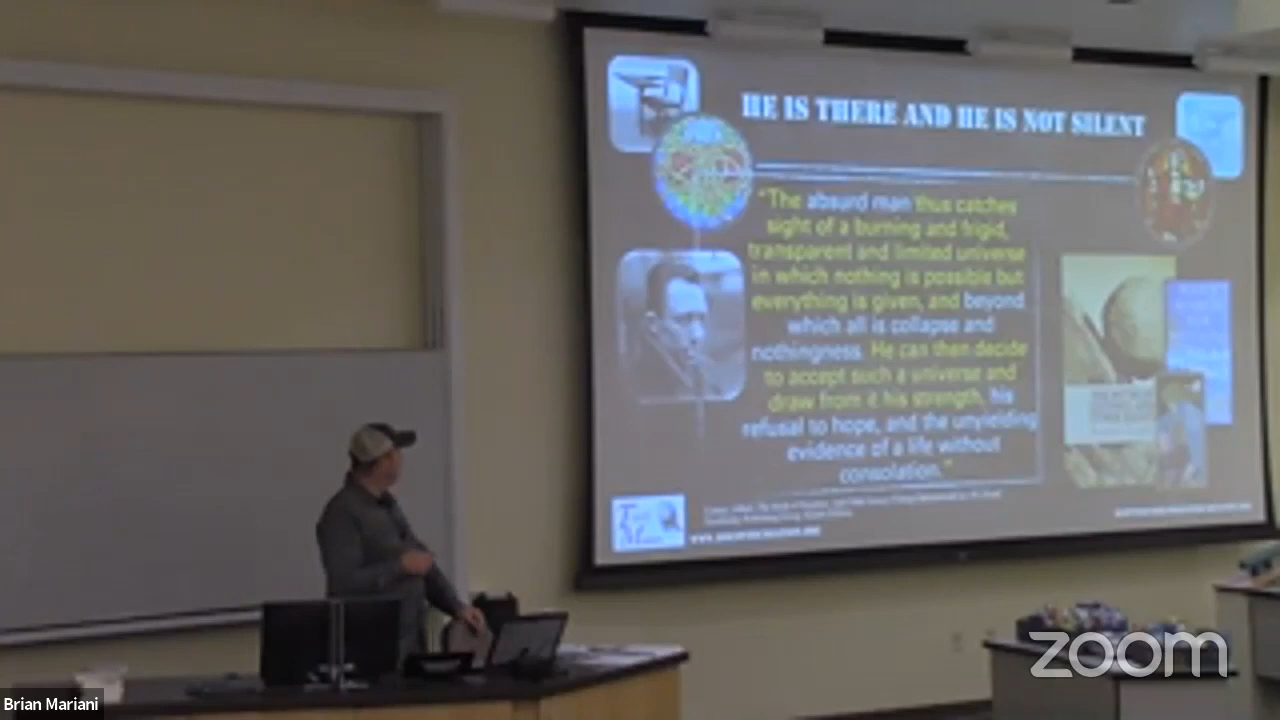 HE IS THERE AND HE IS NOT SILENT
"The absurd man thus catches
sight of a burning and frigid,
transparent and limited universe
in which nothing is possible but
everything is given, and beyond
which all is collapse and
nothingness. He can then decide
to accept such a universe and
draw from it his strength, his
refusal to hope, and the unyielding
evidence of a life without
consolation."
zoom
Brian Mariani